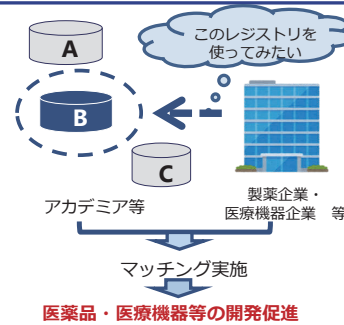 このレジストリを
使ってみたい
A
B
C
アカデミア等
製薬企業・
医療機器企業 等
マッチング実施
医薬品・医療機器等の開発促進